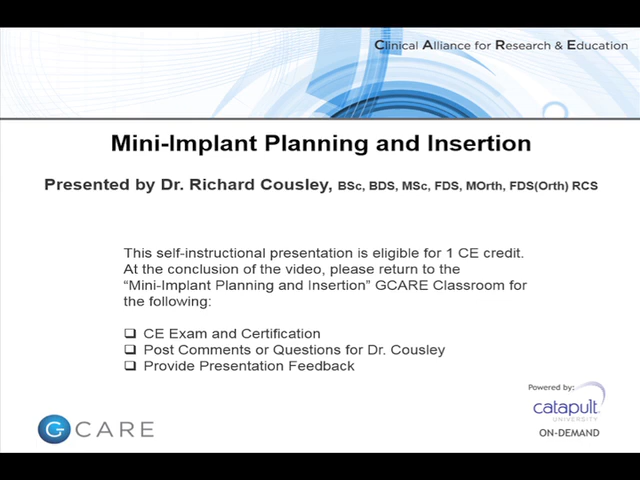 Clinical Alliance for Research & Education
Mini-Implant Planning and Insertion
Presented by Dr. Richard Cousley, BSc, BDS, MSc, FDS, MOrth, FDS(Orth) RCS
This self-instructional presentation is eligible for 1 CE credit.
At the conclusion of the video, please return to the
“Mini-Implant Planning and Insertion” GCARE Classroom for
the following:
❑ CE Exam and Certification
❑ Post Comments or Questions for Dr. Cousley
❑ Provide Presentation Feedback
Powered by:
catapult
UNIVERSITY
ON-DEMAND
G CARE